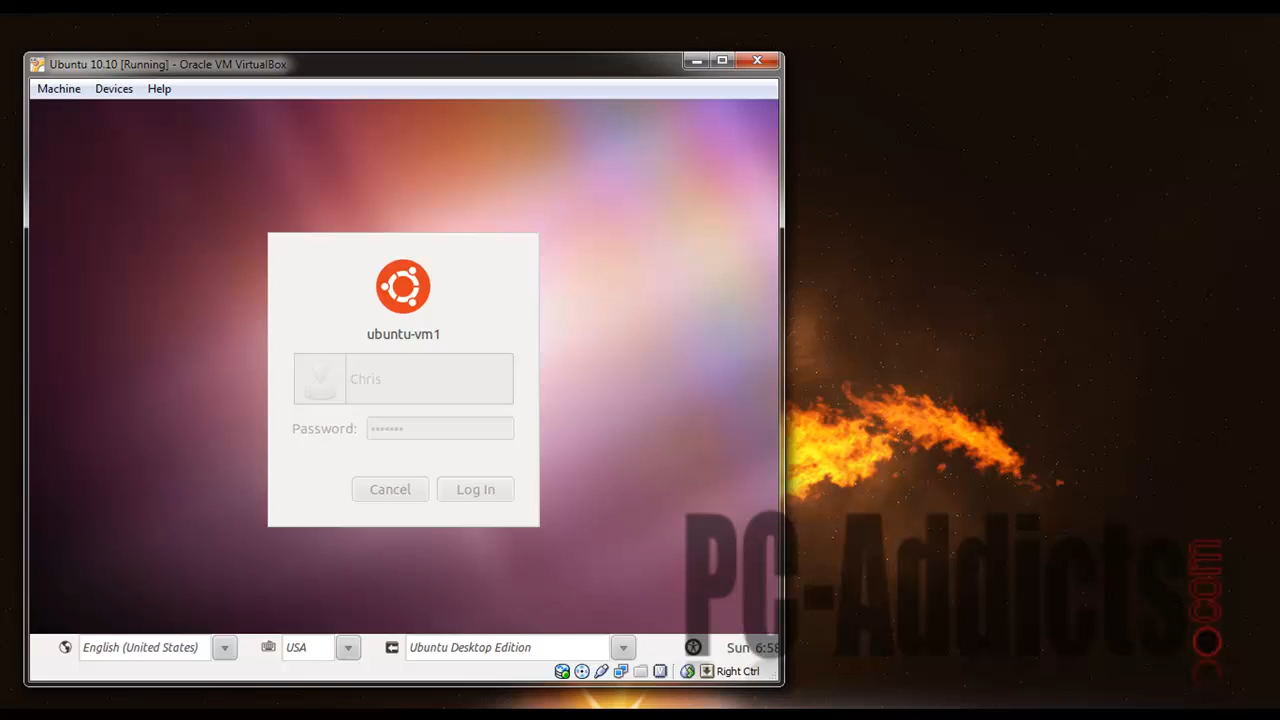 Ubuntu 10.10 [Running] - Oracle VM VirtualBox
Machine Devices Help
ubuntu-vm1
Chris
Password: •••••••
Cancel Log In
English (United States) USA Ubuntu Desktop Edition Sun 6:58
Right Ctrl
PC-Addicts.com